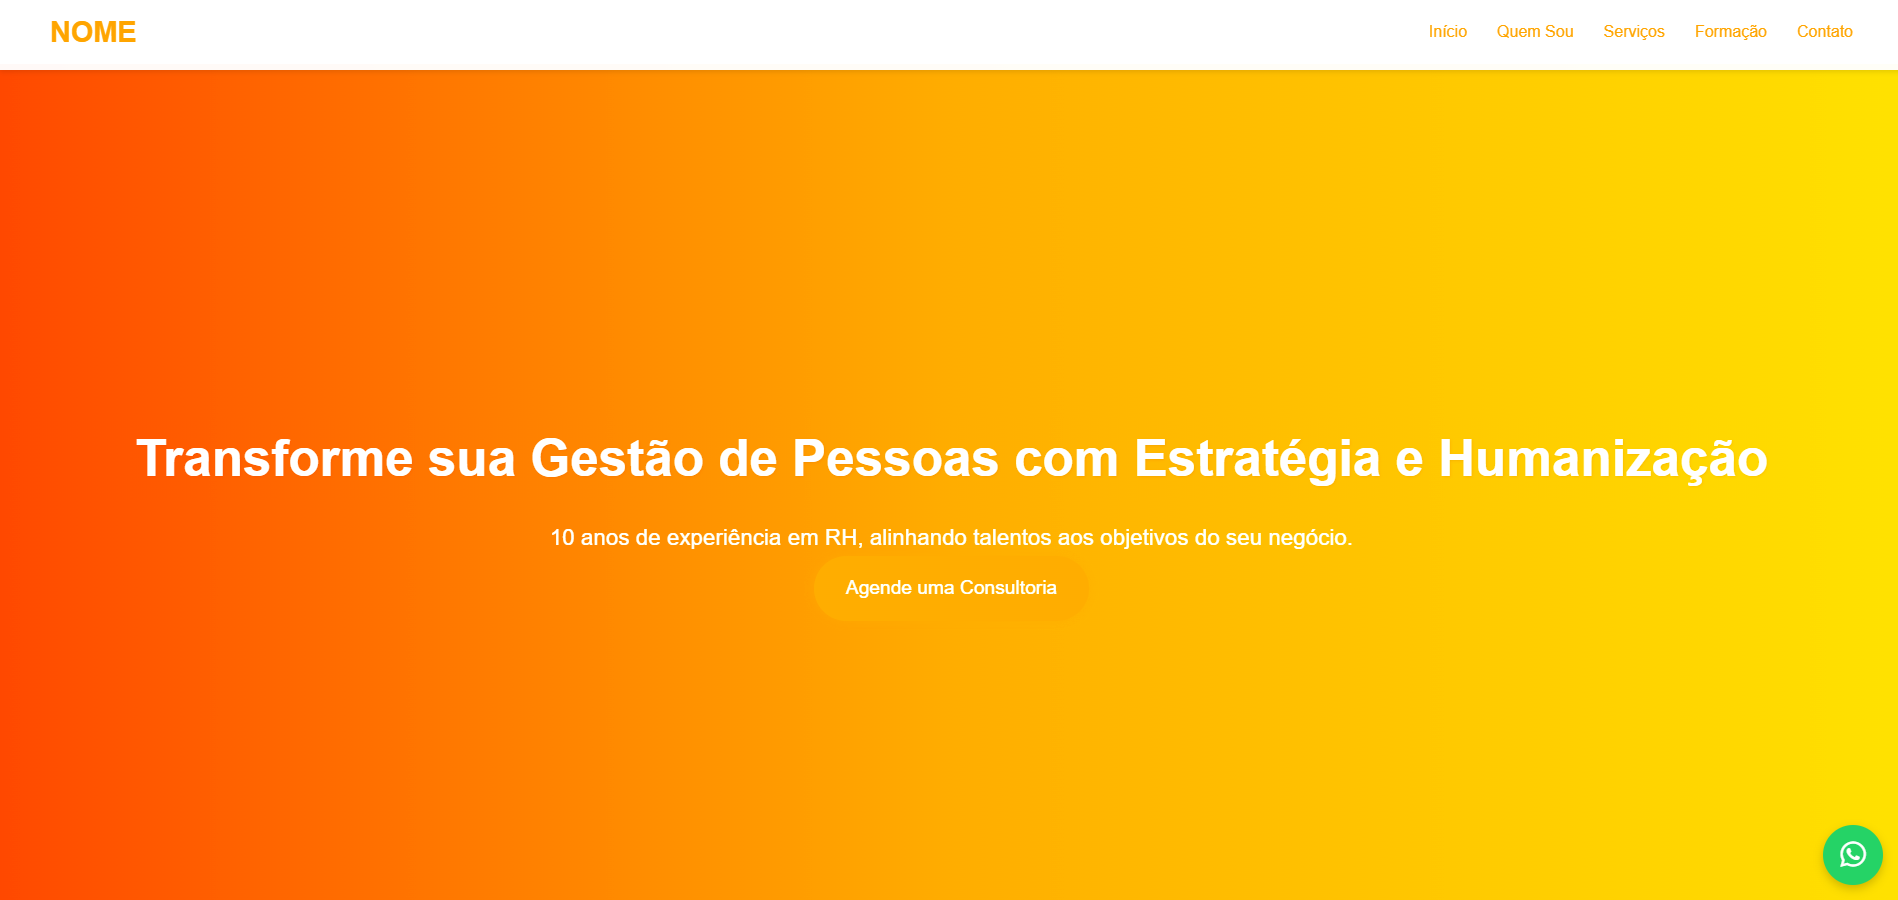 NOME
Início Quem Sou Serviços Formação Contato
Transforme sua Gestão de Pessoas com Estratégia e Humanização
10 anos de experiência em RH, alinhando talentos aos objetivos do seu negócio.
Agende uma Consultoria